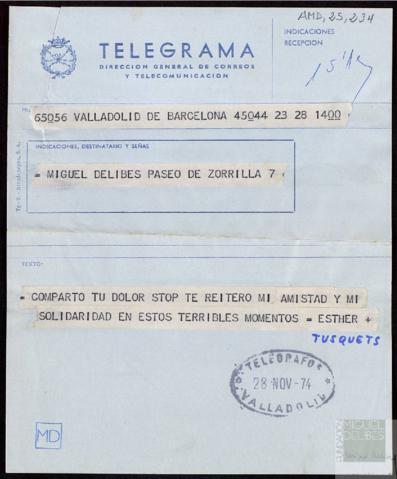 AMD, 25, 234
TELEGRAMA
DIRECCION GENERAL DE CORREOS
Y TELECOMUNICACION
INDICACIONES
RECEPCION
65056 VALLADOLID DE BARCELONA 45044 23 28 1400
INDICACIONES, DESTINATARIO Y SEÑAS
= MIGUEL DELIBES PASEO DE ZORRILLA 7
TEXTO:
= COMPARTO TU DOLOR STOP TE REITERO MI AMISTAD Y MI
SOLIDARIDAD EN ESTOS TERRIBLES MOMENTOS = ESTHER +
TUSQUETS
TELEGRAFOS
28 NOV-74
VALLADOLID
MD
MIGUEL
DELIBES